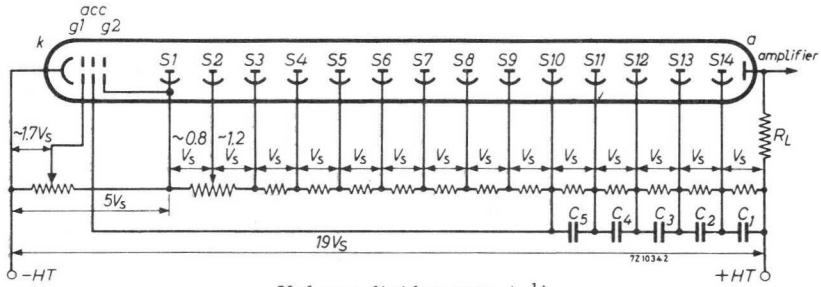 acc
g1 g2
k
a
S1 S2 S3 S4 S5 S6 S7 S8 S9 S10 S11 S12 S13 S14
amplifier
~1.7Vs
~0.8 ~1.2
Vs Vs Vs Vs Vs Vs Vs Vs Vs Vs Vs Vs Vs Vs
RL
5Vs
C5 C4 C3 C2 C1
19Vs
7Z10342
-HT
+HT